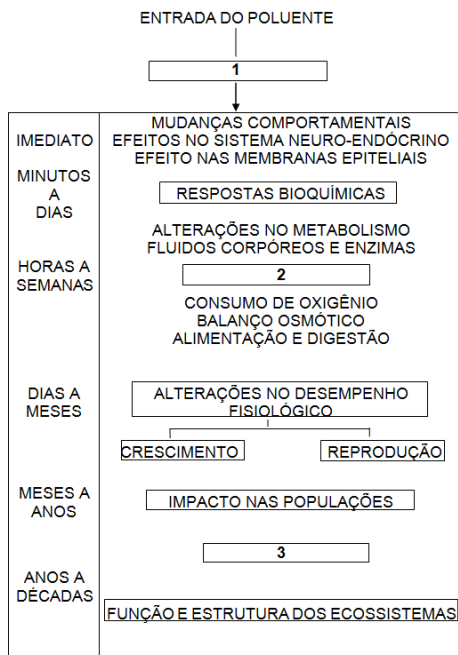 ENTRADA DO POLUENTE
1
IMEDIATO
MUDANÇAS COMPORTAMENTAIS
EFEITOS NO SISTEMA NEURO-ENDÓCRINO
EFEITO NAS MEMBRANAS EPITELIAIS
MINUTOS
A
DIAS
RESPOSTAS BIOQUÍMICAS
ALTERAÇÕES NO METABOLISMO
FLUIDOS CORPÓREOS E ENZIMAS
HORAS A
SEMANAS
2
CONSUMO DE OXIGÊNIO
BALANÇO OSMÓTICO
ALIMENTAÇÃO E DIGESTÃO
DIAS A
MESES
ALTERAÇÕES NO DESEMPENHO
FISIOLÓGICO
CRESCIMENTO
REPRODUÇÃO
MESES A
ANOS
IMPACTO NAS POPULAÇÕES
3
ANOS A
DÉCADAS
FUNÇÃO E ESTRUTURA DOS ECOSSISTEMAS